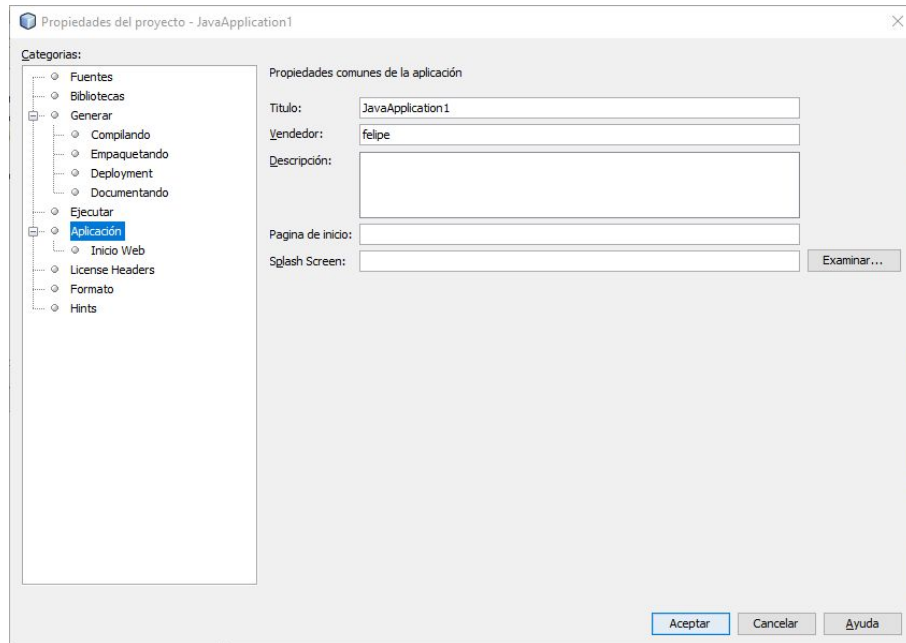 Propiedades del proyecto - JavaApplication1
Categorias:
Fuentes
Bibliotecas
Generar
Compilando
Empaquetando
Deployment
Documentando
Ejecutar
Aplicación
Inicio Web
License Headers
Formato
Hints
Propiedades comunes de la aplicación
Titulo: JavaApplication1
Vendedor: felipe
Descripción:
Pagina de inicio:
Splash Screen: Examinar...
Aceptar Cancelar Ayuda